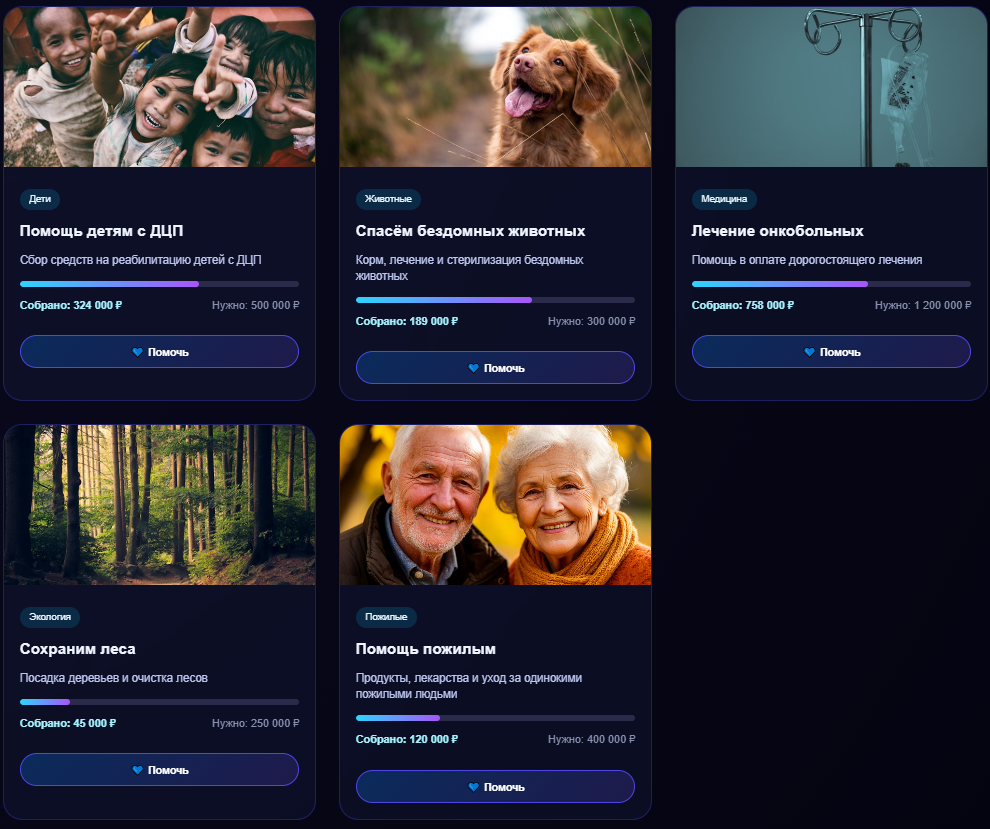 Дети
Помощь детям с ДЦП
Сбор средств на реабилитацию детей с ДЦП
Собрано: 324 000 ₽ Нужно: 500 000 ₽
Помочь
Животные
Спасём бездомных животных
Корм, лечение и стерилизация бездомных
животных
Собрано: 189 000 ₽ Нужно: 300 000 ₽
Помочь
Медицина
Лечение онкобольных
Помощь в оплате дорогостоящего лечения
Собрано: 758 000 ₽ Нужно: 1 200 000 ₽
Помочь
Экология
Сохраним леса
Посадка деревьев и очистка лесов
Собрано: 45 000 ₽ Нужно: 250 000 ₽
Помочь
Пожилые
Помощь пожилым
Продукты, лекарства и уход за одинокими
пожилыми людьми
Собрано: 120 000 ₽ Нужно: 400 000 ₽
Помочь